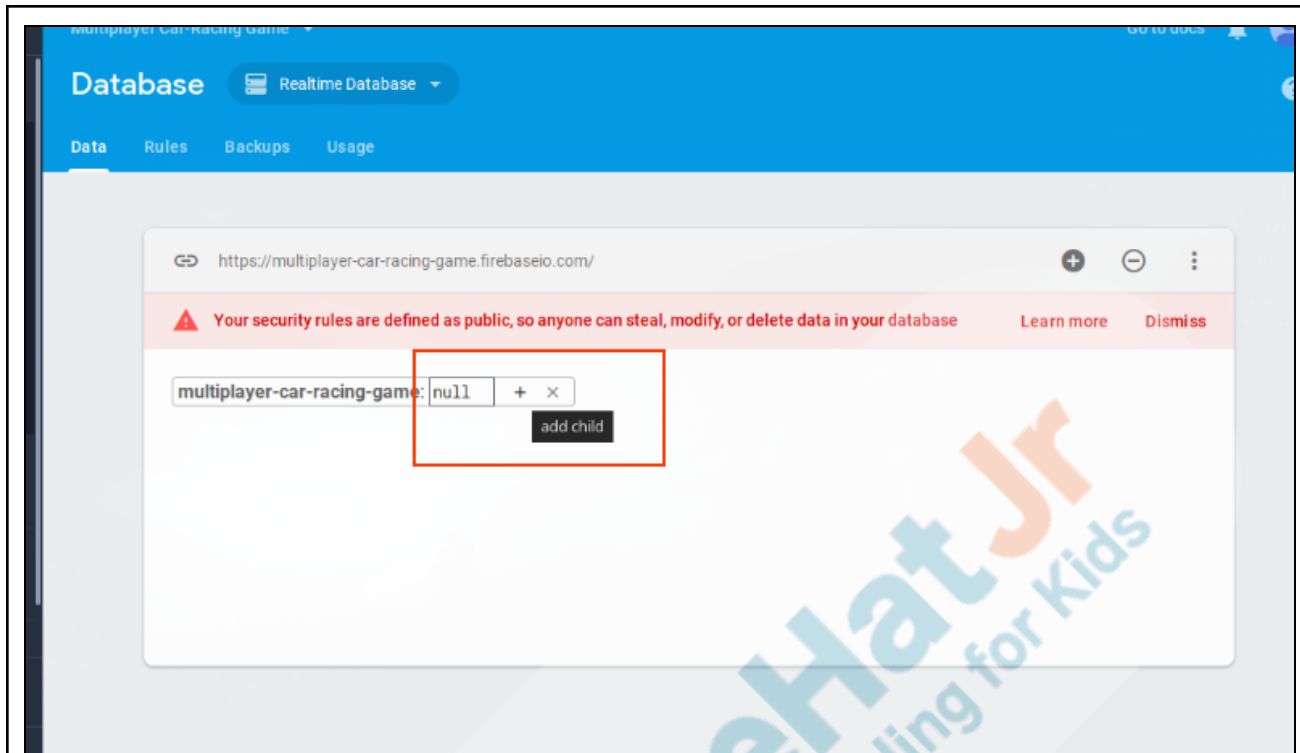 Multiplayer Car-Racing Game
Go to docs
Database
Realtime Database
Data Rules Backups Usage
https://multiplayer-car-racing-game.firebaseio.com/
Your security rules are defined as public, so anyone can steal, modify, or delete data in your database Learn more Dismiss
multiplayer-car-racing-game: null + ×
add child
eHat Jr
ing for Kids